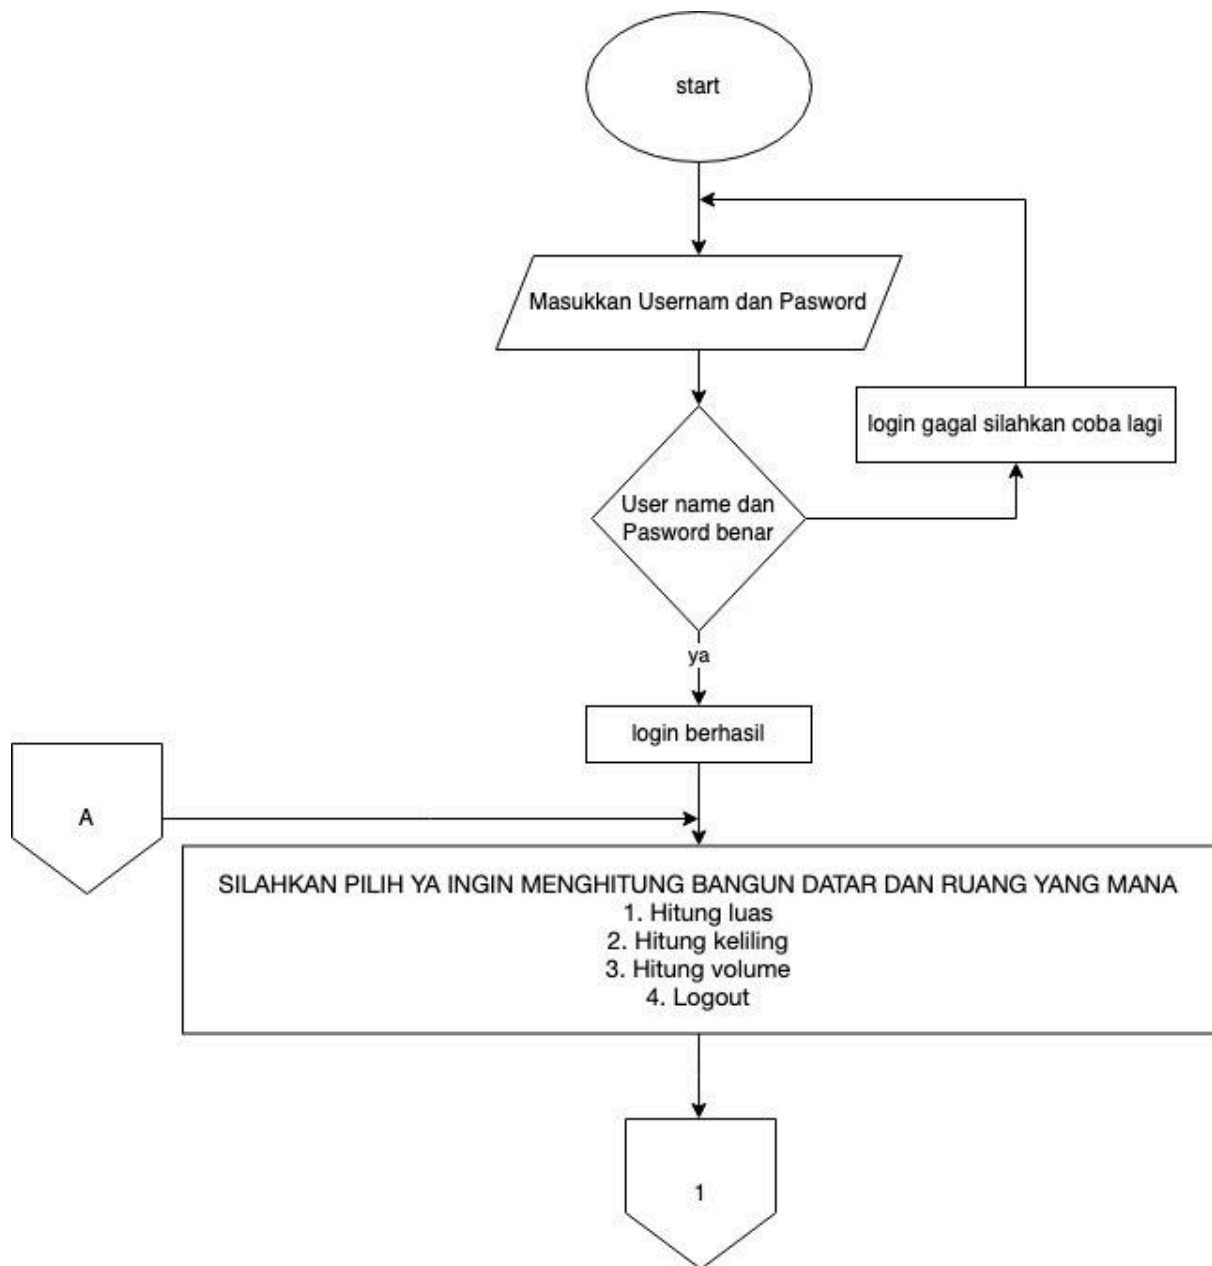 start
Masukkan Usernam dan Pasword
login gagal silahkan coba lagi
User name dan
Pasword benar
ya
login berhasil
A
SILAHKAN PILIH YA INGIN MENGHITUNG BANGUN DATAR DAN RUANG YANG MANA
1. Hitung luas
2. Hitung keliling
3. Hitung volume
4. Logout
1